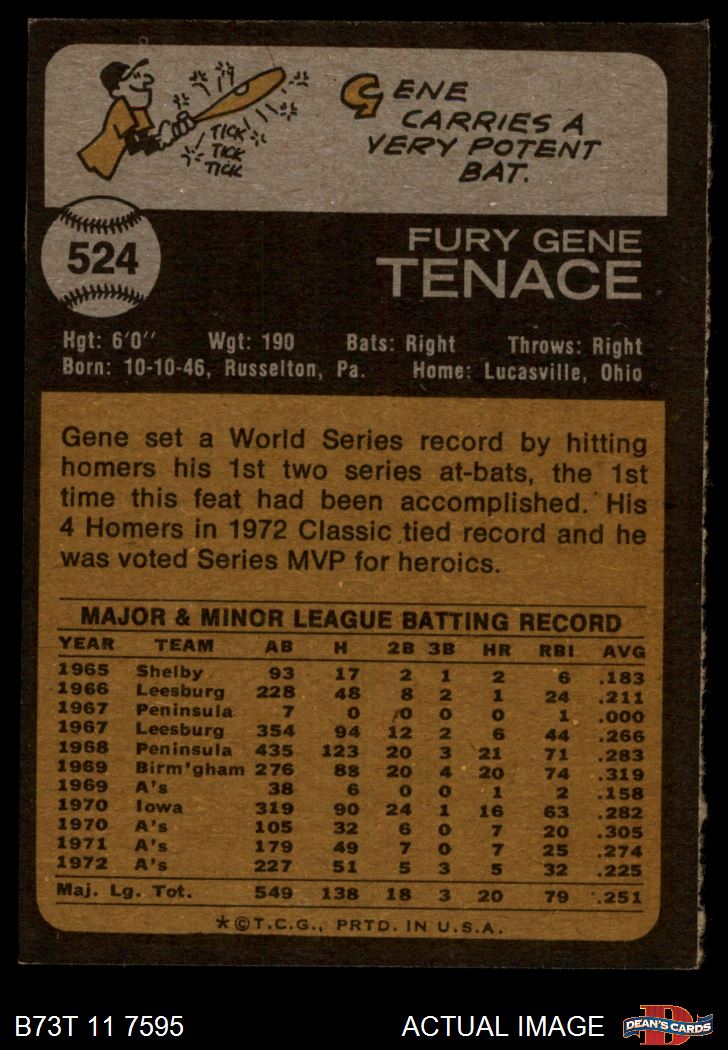 TICK
TICK
TICK
GENE
CARRIES A
VERY POTENT
BAT.
524
FURY GENE
TENACE
Hgt: 6'0" Wgt: 190 Bats: Right Throws: Right
Born: 10-10-46, Russelton, Pa. Home: Lucasville, Ohio
Gene set a World Series record by hitting
homers his 1st two series at-bats, the 1st
time this feat had been accomplished. His
4 Homers in 1972 Classic tied record and he
was voted Series MVP for heroics.
MAJOR & MINOR LEAGUE BATTING RECORD
YEAR TEAM AB H 2B 3B HR RBI AVG
1965 Shelby 93 17 2 1 2 6 .183
1966 Leesburg 228 48 8 2 1 24 .211
1967 Peninsula 7 0 0 0 0 1 .000
1967 Leesburg 354 94 12 2 6 44 .266
1968 Peninsula 435 123 20 3 21 71 .283
1969 Birm'gham 276 88 20 4 20 74 .319
1969 A's 38 6 0 0 1 2 .158
1970 Iowa 319 90 24 1 16 63 .282
1970 A's 105 32 6 0 7 20 .305
1971 A's 179 49 7 0 7 25 .274
1972 A's 227 51 5 3 5 32 .225
Maj. Lg. Tot. 549 138 18 3 20 79 .251
*©T.C.G., PRTD. IN U.S.A.
B73T 11 7595 ACTUAL IMAGE D DEAN'S CARDS